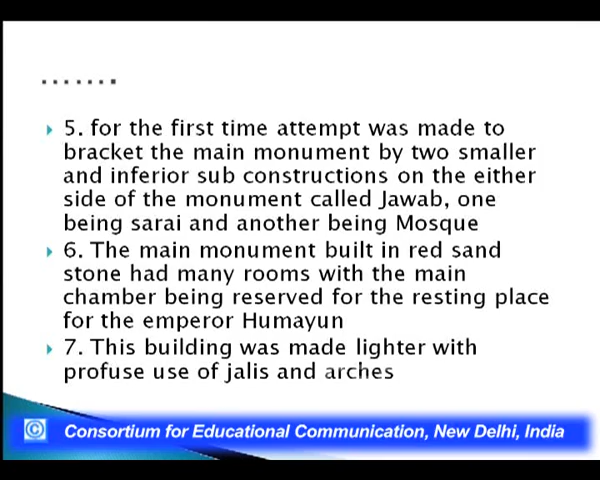 .......
5. for the first time attempt was made to
bracket the main monument by two smaller
and inferior sub constructions on the either
side of the monument called Jawab, one
being sarai and another being Mosque
6. The main monument built in red sand
stone had many rooms with the main
chamber being reserved for the resting place
for the emperor Humayun
7. This building was made lighter with
profuse use of jalis and arches
© Consortium for Educational Communication, New Delhi, India